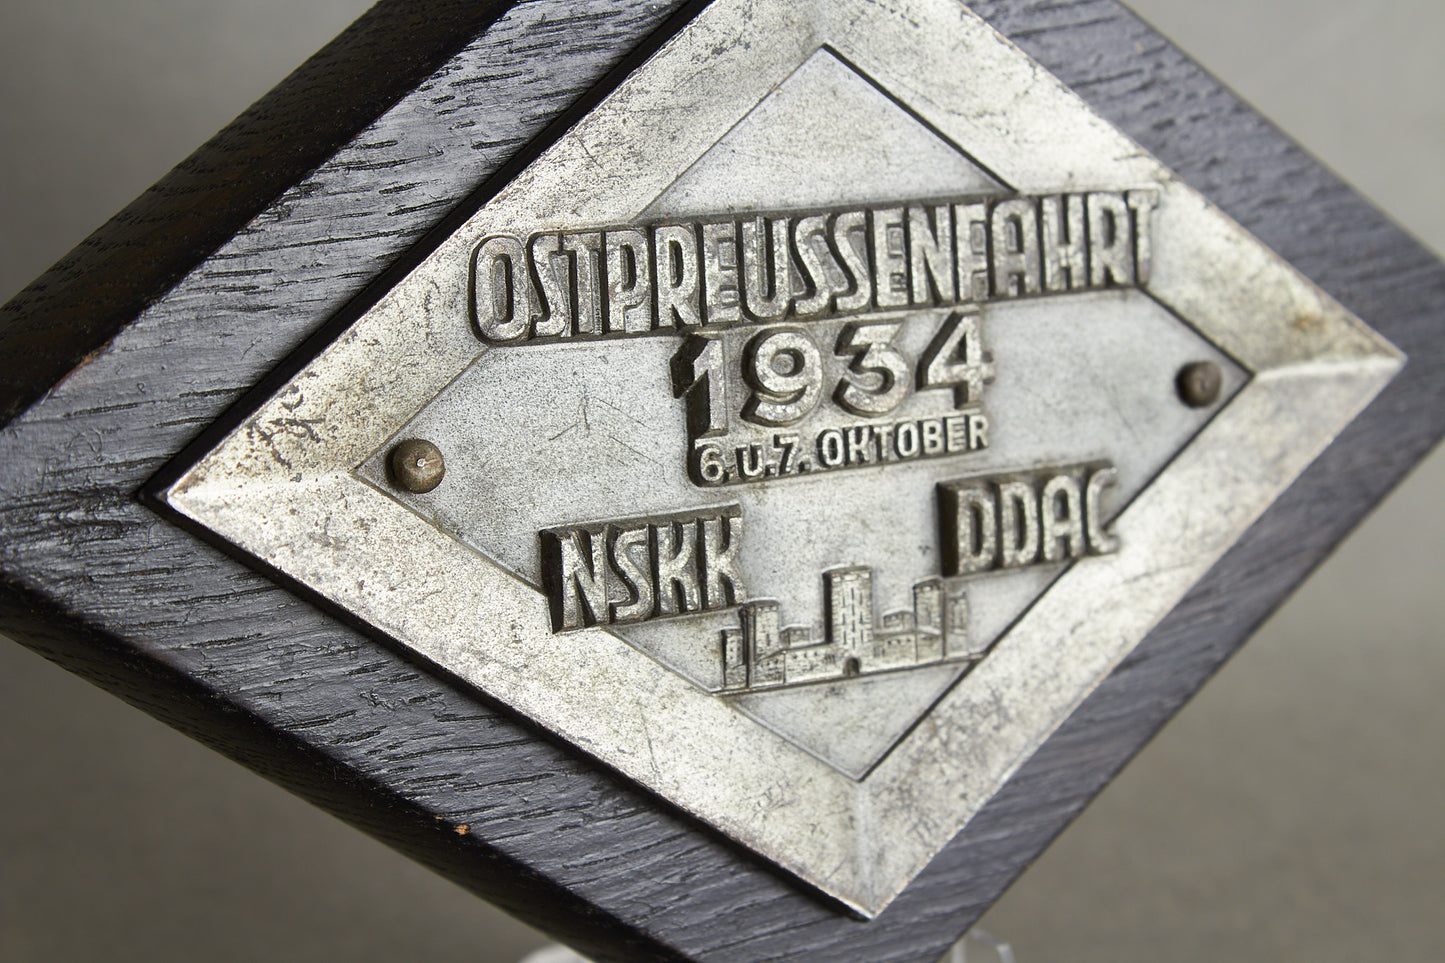 OSTPREUSSENFAHRT
1934
6.u.7. OKTOBER
NSKK
DDAC